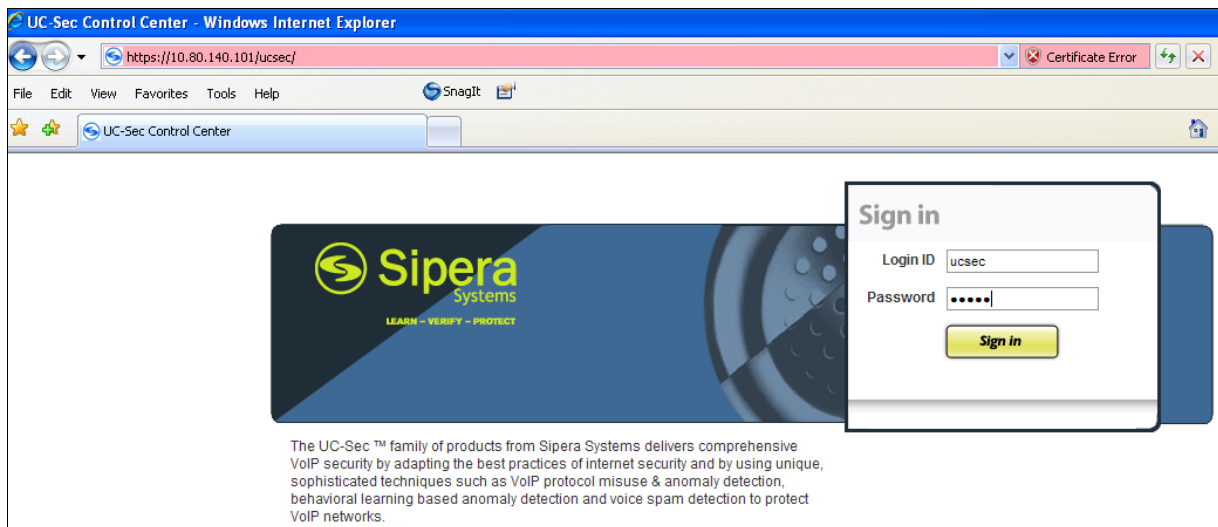 UC-Sec Control Center - Windows Internet Explorer
https://10.80.140.101/ucsec/
Certificate Error
File Edit View Favorites Tools Help
SnagIt
UC-Sec Control Center
Sign in
Login ID ucsec
Password •••••
Sign in
Sipera
Systems
LEARN – VERIFY – PROTECT
The UC-Sec ™ family of products from Sipera Systems delivers comprehensive
VoIP security by adapting the best practices of internet security and by using unique,
sophisticated techniques such as VoIP protocol misuse & anomaly detection,
behavioral learning based anomaly detection and voice spam detection to protect
VoIP networks.